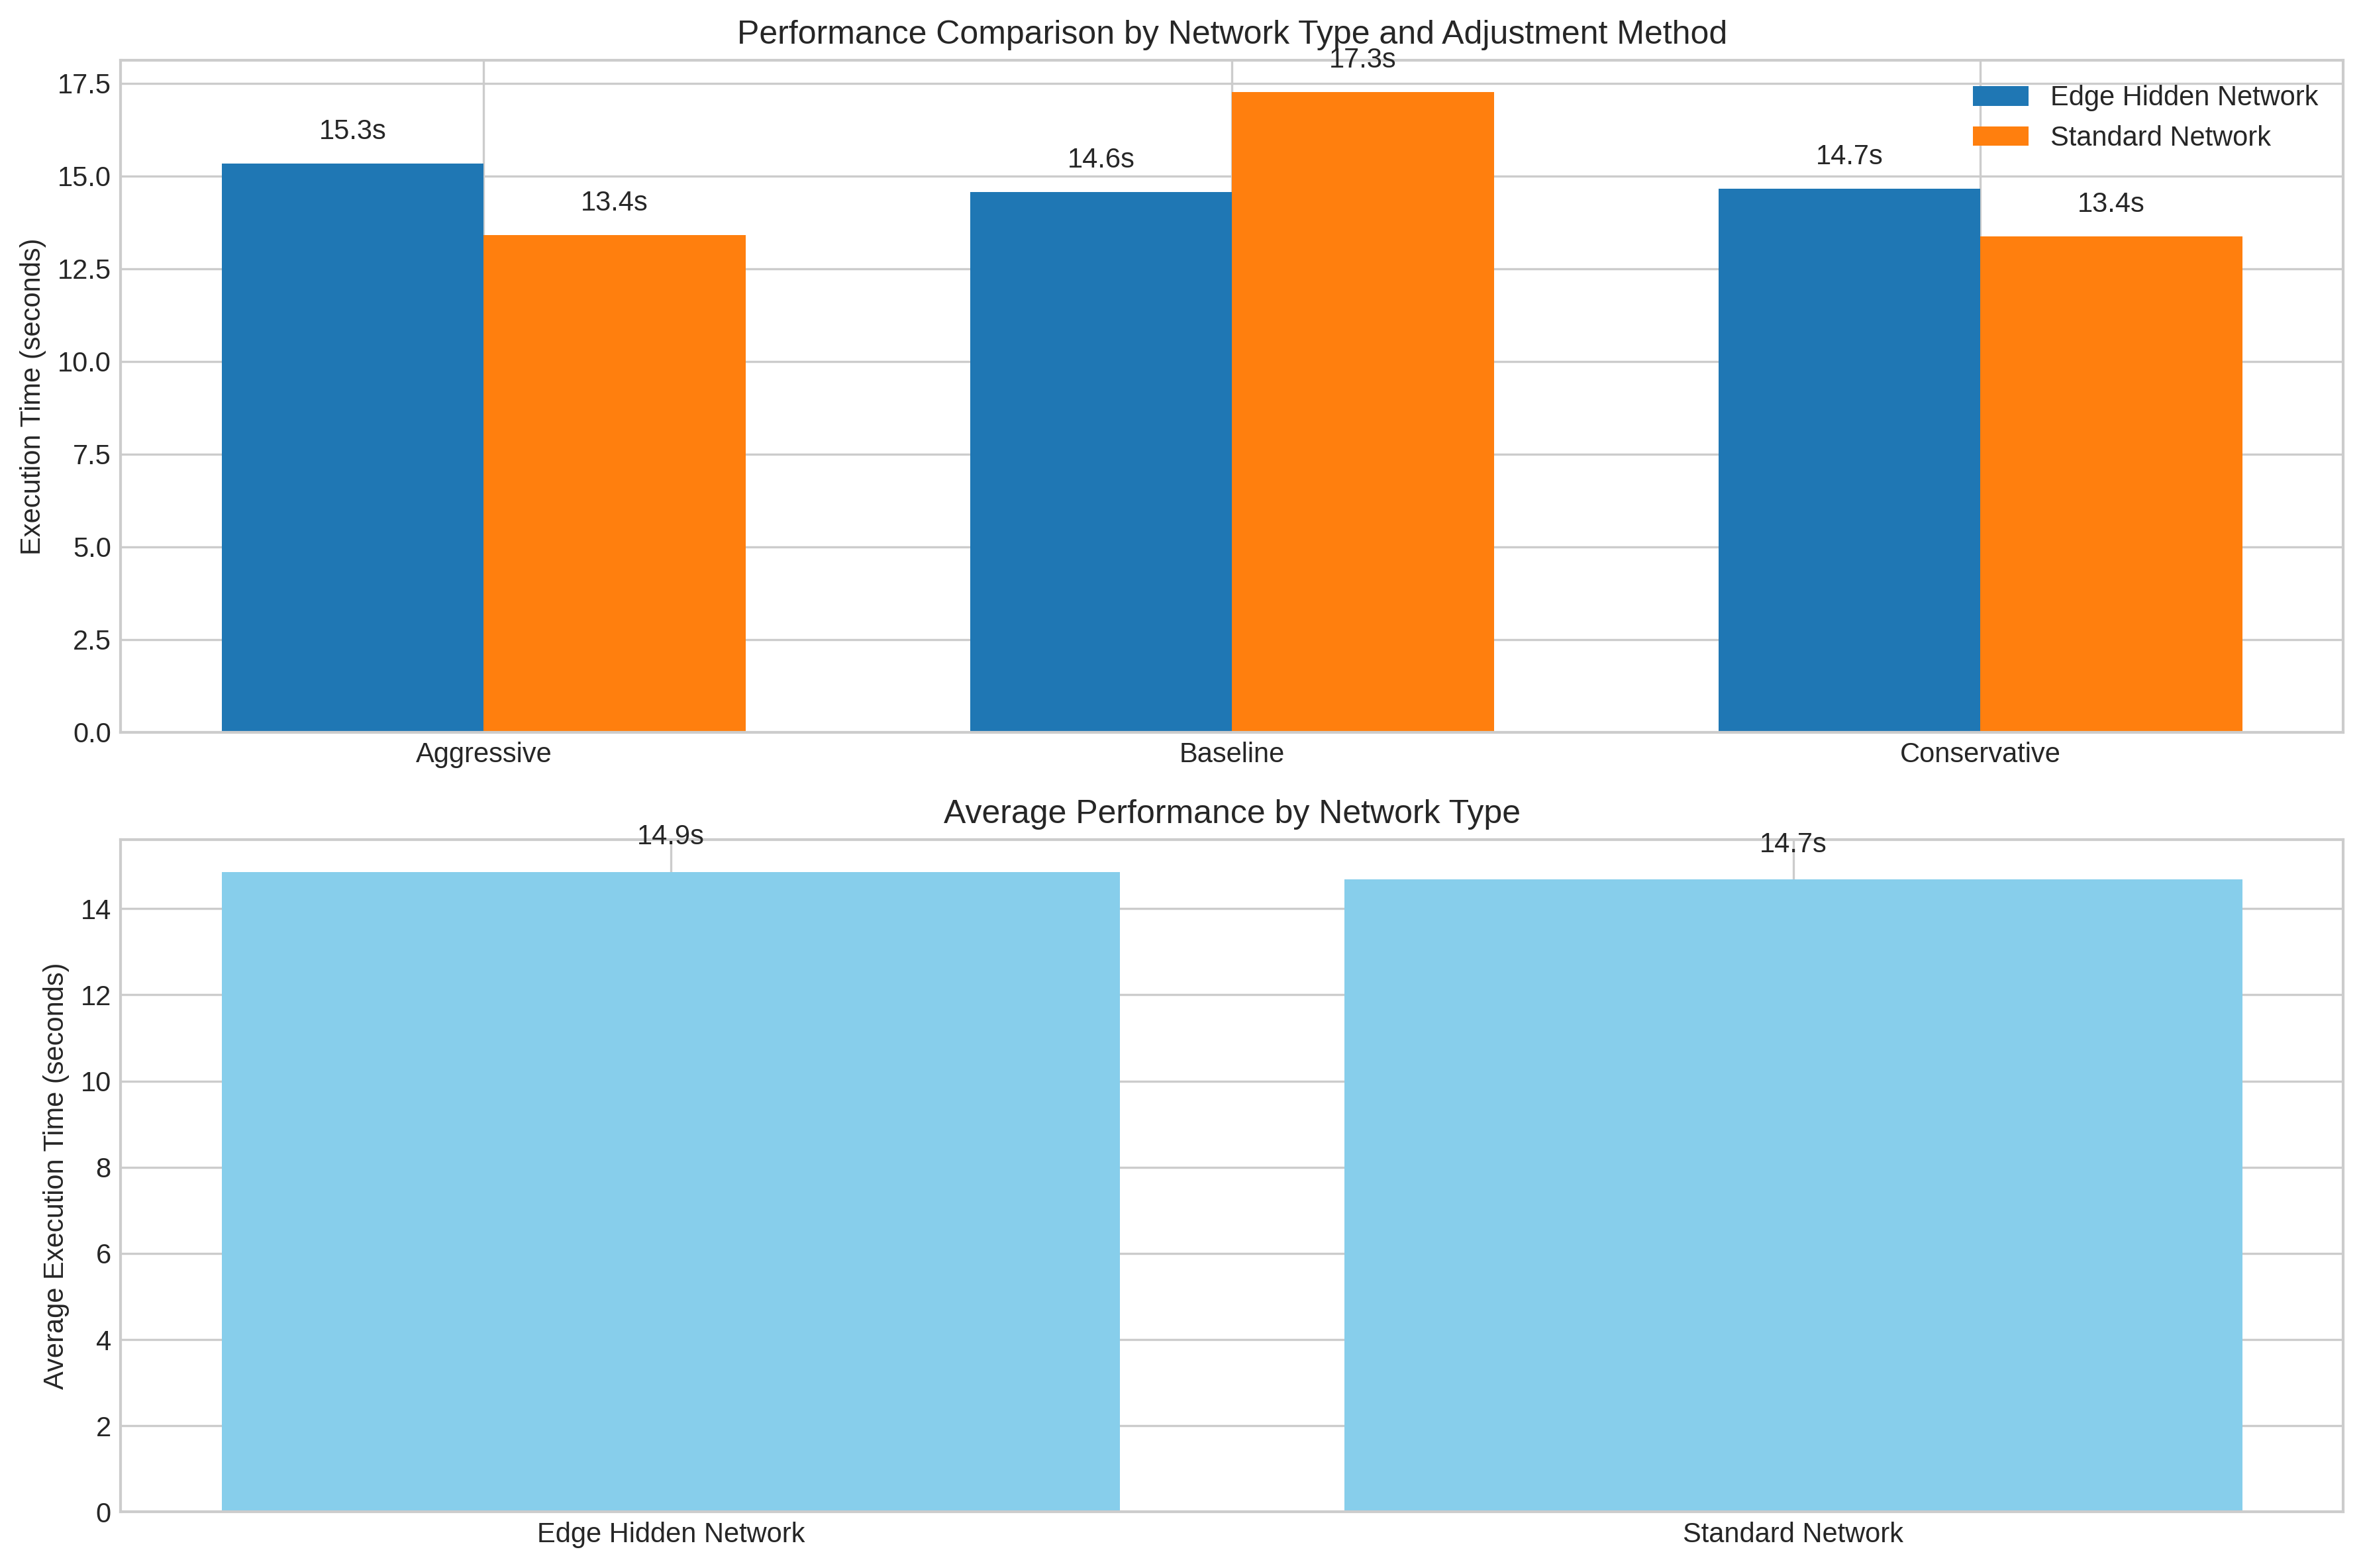 Performance Comparison by Network Type and Adjustment Method
17.3s
17.5
Edge Hidden Network
15.3s
Standard Network
14.6s
14.7s
15.0
13.4s
13.4s
12.5
Execution Time (seconds)
10.0
7.5
5.0
2.5
0.0
Aggressive
Baseline
Conservative
Average Performance by Network Type
14.9s
14.7s
14
12
Average Execution Time (seconds)
10
8
6
4
2
0
Edge Hidden Network
Standard Network